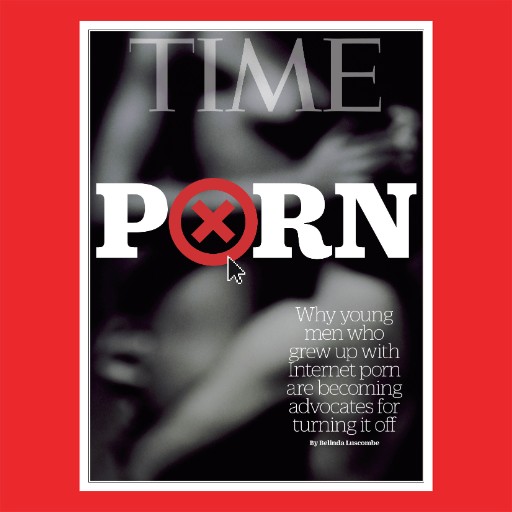 TIME
PORN
Why young
men who
grew up with
Internet porn
are becoming
advocates for
turning it off
By Belinda Luscombe